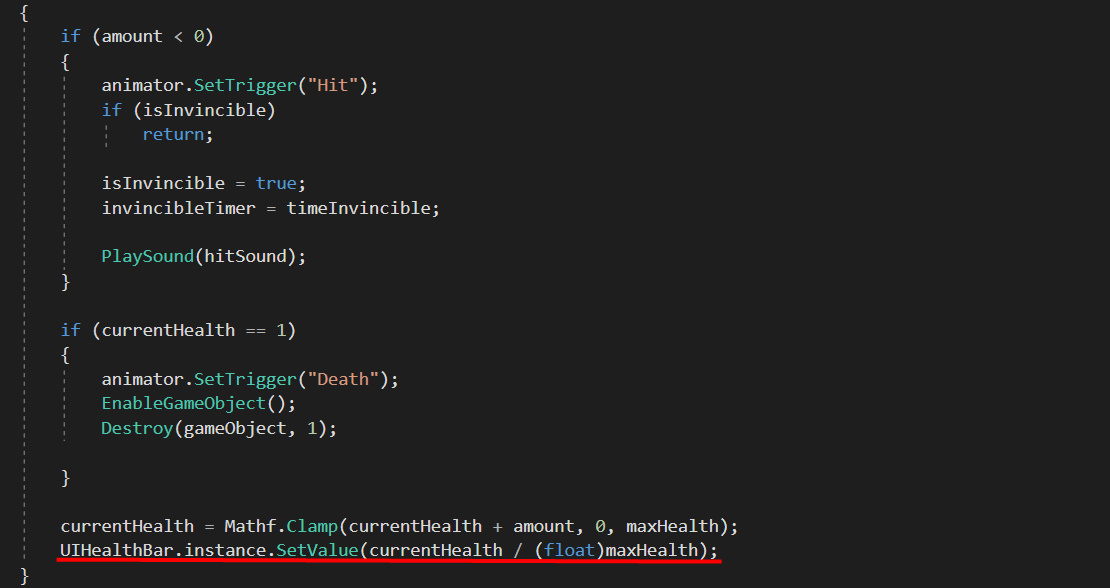 {
if (amount < 0)
{
animator.SetTrigger("Hit");
if (isInvincible)
return;
isInvincible = true;
invincibleTimer = timeInvincible;
PlaySound(hitSound);
}
if (currentHealth == 1)
{
animator.SetTrigger("Death");
EnableGameObject();
Destroy(gameObject, 1);
}
currentHealth = Mathf.Clamp(currentHealth + amount, 0, maxHealth);
UIHealthBar.instance.SetValue(currentHealth / (float)maxHealth);
}